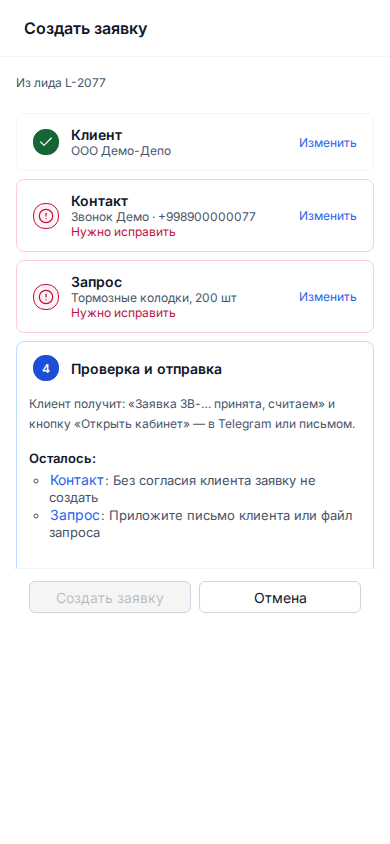 Создать заявку
Из лида L-2077
Клиент
ООО Демо-Депо
Изменить
Контакт
Звонок Демо · +998900000077
Нужно исправить
Изменить
Запрос
Тормозные колодки, 200 шт
Нужно исправить
Изменить
4
Проверка и отправка
Клиент получит: «Заявка ЗВ-… принята, считаем» и
кнопку «Открыть кабинет» — в Telegram или письмом.
Осталось:
Контакт: Без согласия клиента заявку не
создать
Запрос: Приложите письмо клиента или файл
запроса
Создать заявку
Отмена